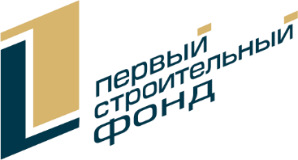 первый
строительный
фонд